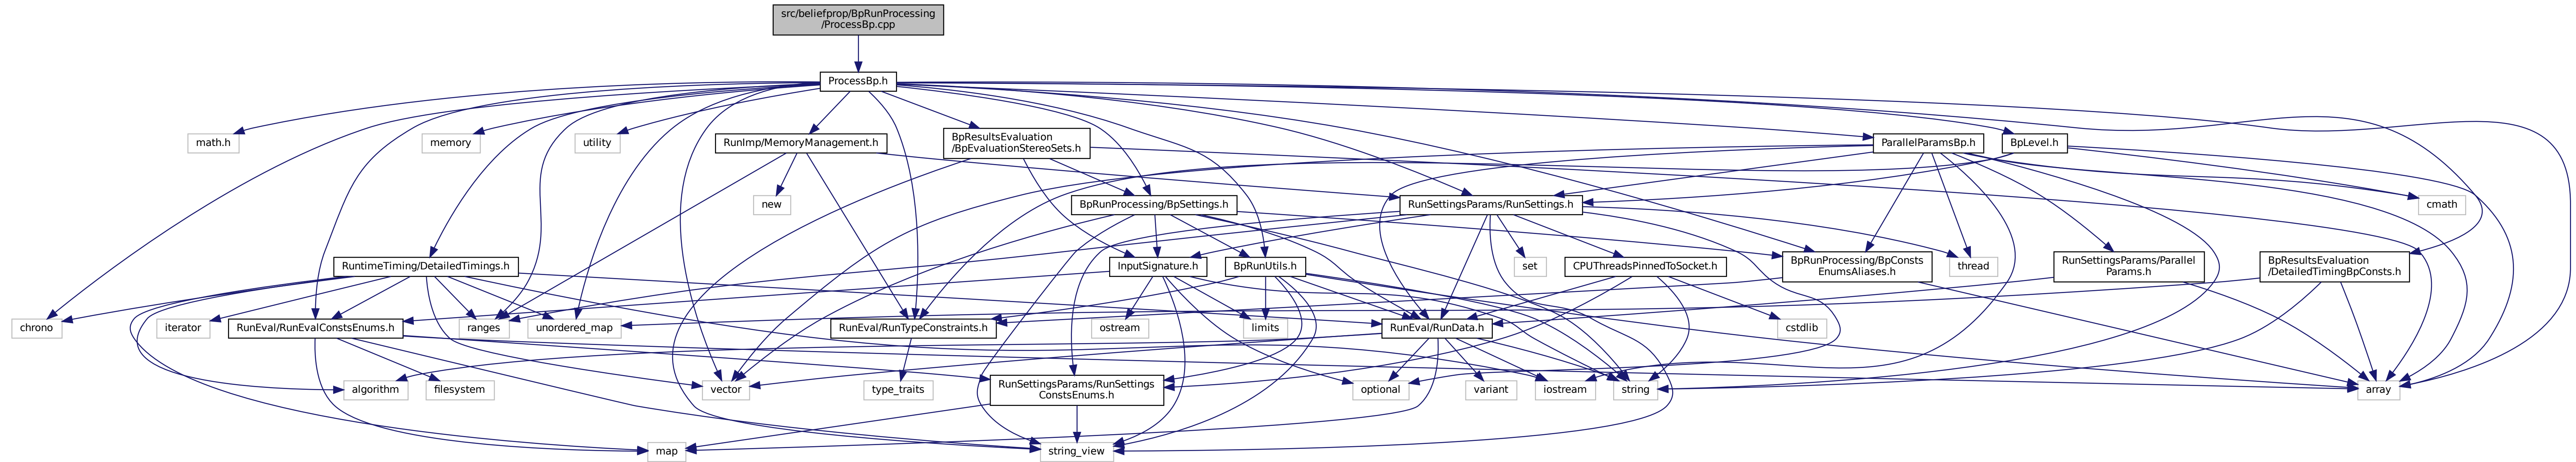 src/beliefprop/BpRunProcessing
/ProcessBp.cpp
ProcessBp.h
math.h
memory
utility
RunImp/MemoryManagement.h
BpResultsEvaluation
/BpEvaluationStereoSets.h
ParallelParamsBp.h
BpLevel.h
new
BpRunProcessing/BpSettings.h
RunSettingsParams/RunSettings.h
cmath
RuntimeTiming/DetailedTimings.h
InputSignature.h
BpRunUtils.h
set
CPUThreadsPinnedToSocket.h
BpRunProcessing/BpConsts
EnumsAliases.h
thread
RunSettingsParams/Parallel
Params.h
BpResultsEvaluation
/DetailedTimingBpConsts.h
chrono
iterator
RunEval/RunEvalConstsEnums.h
ranges
unordered_map
RunEval/RunTypeConstraints.h
ostream
limits
RunEval/RunData.h
cstdlib
algorithm
filesystem
vector
type_traits
RunSettingsParams/RunSettings
ConstsEnums.h
optional
variant
iostream
string
array
map
string_view